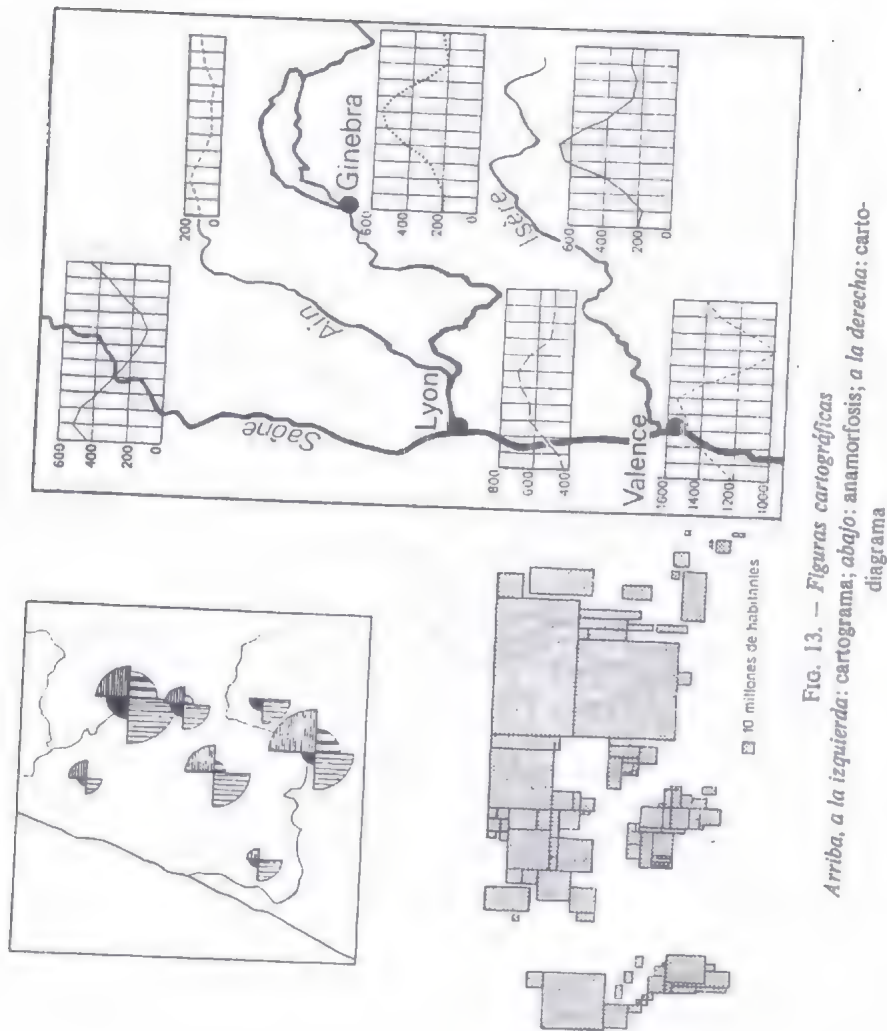 600
400
200
0
Saône
200
0
Ain
Ginebra
600
400
200
0
Lyon
800
600
400
Isère
600
400
200
0
Valence
1600
1400
1200
1000
10 millones de habitantes
FIG. 13. — Figuras cartográficas
Arriba, a la izquierda: cartograma; abajo: anamorfosis; a la derecha: carto-
diagrama